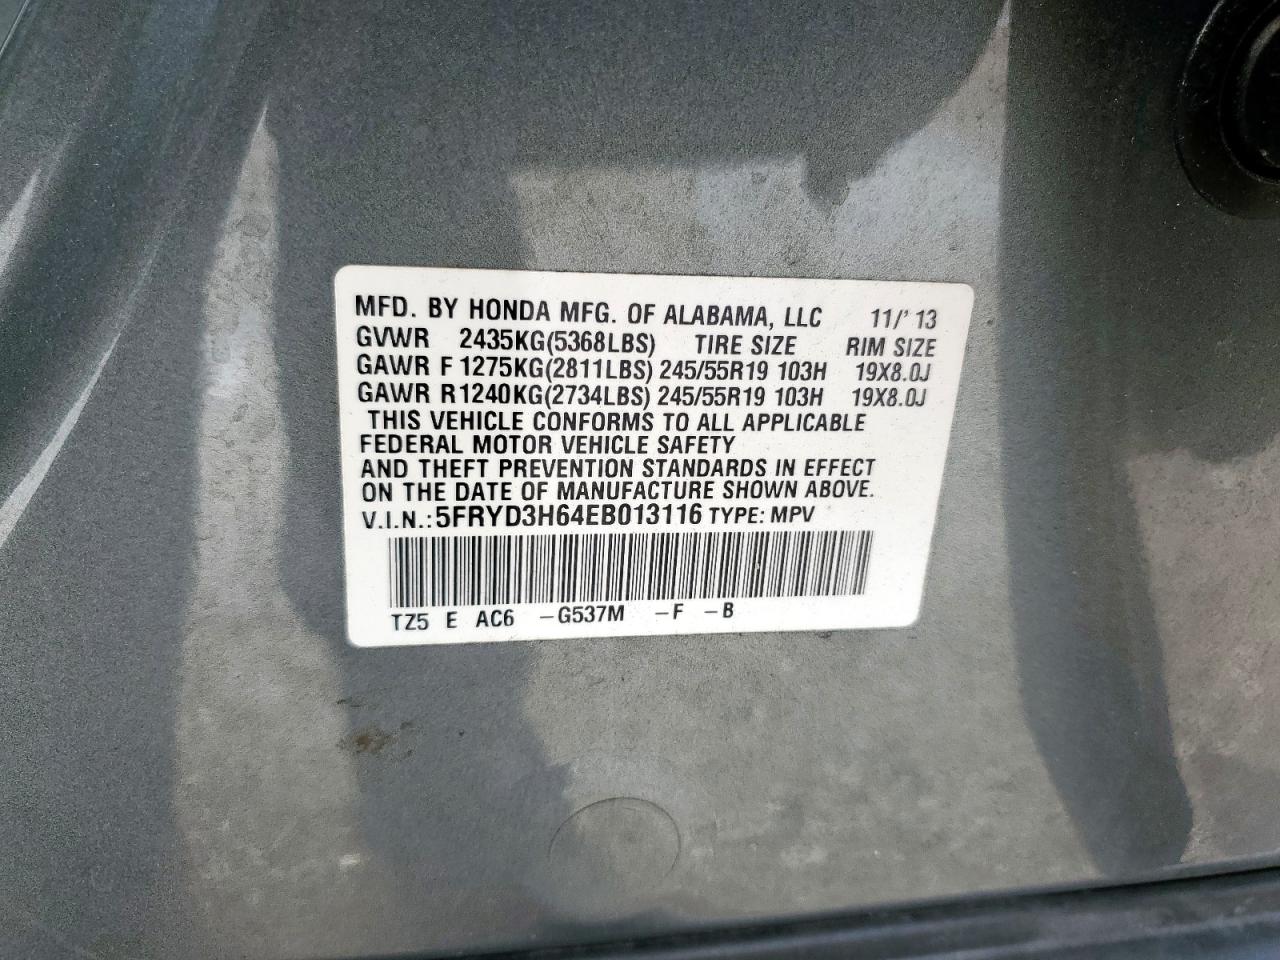 MFD. BY HONDA MFG. OF ALABAMA, LLC 11/'13
GVWR 2435KG(5368LBS) TIRE SIZE RIM SIZE
GAWR F 1275KG(2811LBS) 245/55R19 103H 19X8.0J
GAWR R1240KG(2734LBS) 245/55R19 103H 19X8.0J
THIS VEHICLE CONFORMS TO ALL APPLICABLE
FEDERAL MOTOR VEHICLE SAFETY
AND THEFT PREVENTION STANDARDS IN EFFECT
ON THE DATE OF MANUFACTURE SHOWN ABOVE.
V.I.N.:5FRYD3H64EB013116 TYPE: MPV
TZ5 E AC6 -G537M -F -B